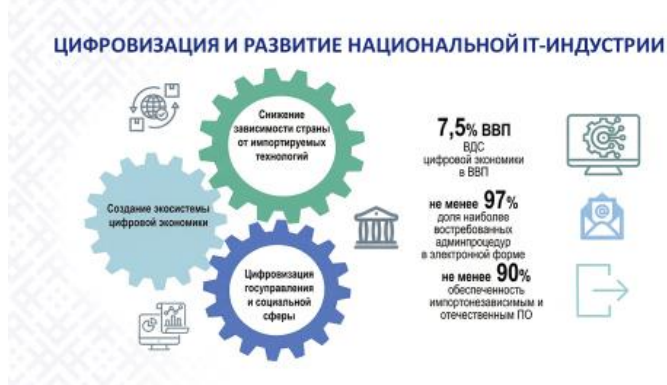 ЦИФРОВИЗАЦИЯ И РАЗВИТИЕ НАЦИОНАЛЬНОЙ IT-ИНДУСТРИИ
Снижение
зависимости страны
от импортируемых
технологий
Создание экосистемы
цифровой экономики
Цифровизация
госуправления
и социальной
сферы
7,5% ВВП
ВДС
цифровой экономики
в ВВП
не менее 97%
доля наиболее
востребованных
админпроцедур
в электронной форме
не менее 90%
обеспеченность
импортонезависимым и
отечественным ПО